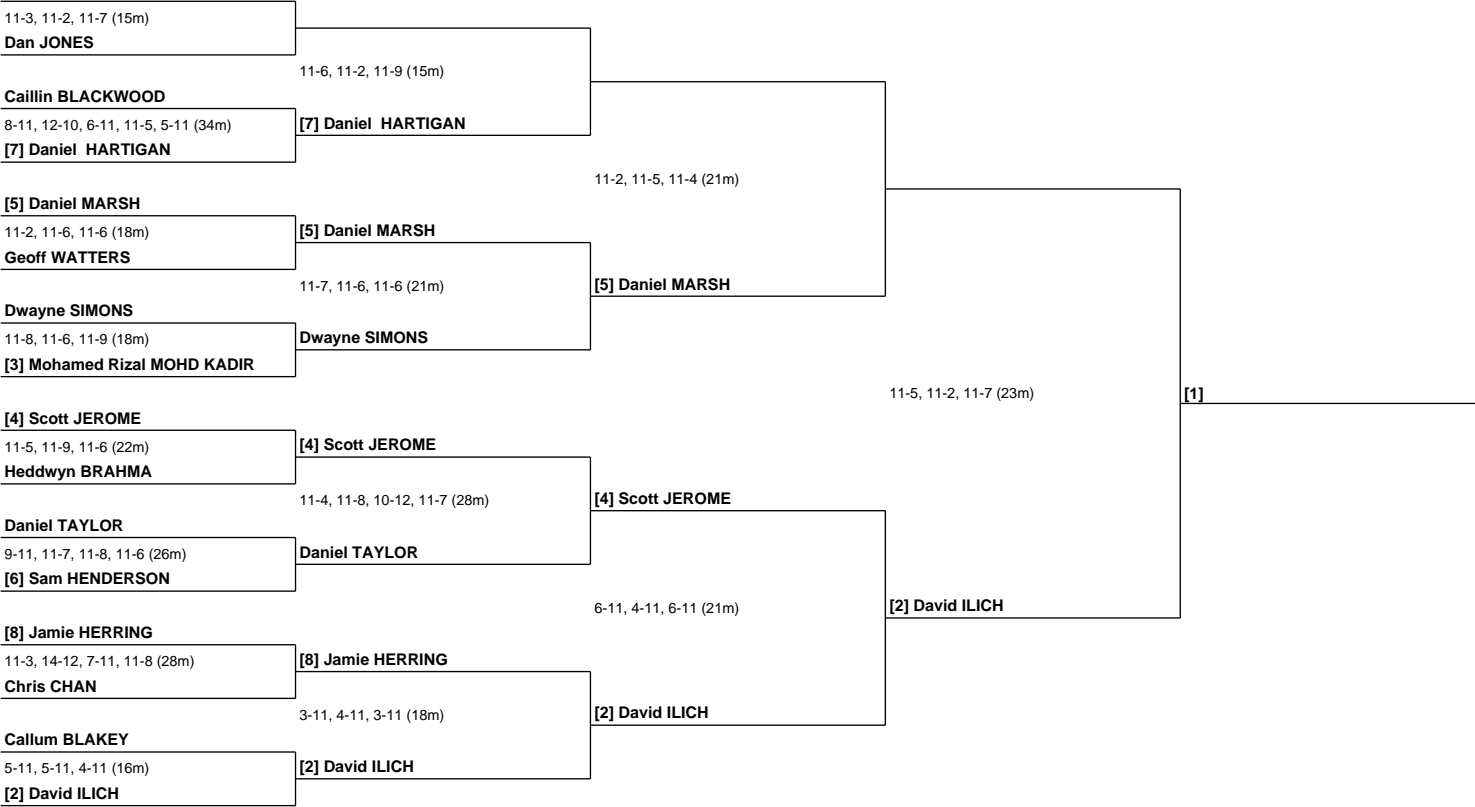 11-3, 11-2, 11-7 (15m)
Dan JONES
11-6, 11-2, 11-9 (15m)
Caillin BLACKWOOD
8-11, 12-10, 6-11, 11-5, 5-11 (34m)
[7] Daniel HARTIGAN
[7] Daniel HARTIGAN
11-2, 11-5, 11-4 (21m)
[5] Daniel MARSH
11-2, 11-6, 11-6 (18m)
[5] Daniel MARSH
Geoff WATTERS
11-7, 11-6, 11-6 (21m)
[5] Daniel MARSH
Dwayne SIMONS
11-8, 11-6, 11-9 (18m)
Dwayne SIMONS
[3] Mohamed Rizal MOHD KADIR
11-5, 11-2, 11-7 (23m)
[1]
[4] Scott JEROME
11-5, 11-9, 11-6 (22m)
[4] Scott JEROME
Heddwyn BRAHMA
11-4, 11-8, 10-12, 11-7 (28m)
[4] Scott JEROME
Daniel TAYLOR
9-11, 11-7, 11-8, 11-6 (26m)
Daniel TAYLOR
[6] Sam HENDERSON
6-11, 4-11, 6-11 (21m)
[2] David ILICH
[8] Jamie HERRING
11-3, 14-12, 7-11, 11-8 (28m)
[8] Jamie HERRING
Chris CHAN
3-11, 4-11, 3-11 (18m)
[2] David ILICH
Callum BLAKEY
5-11, 5-11, 4-11 (16m)
[2] David ILICH
[2] David ILICH